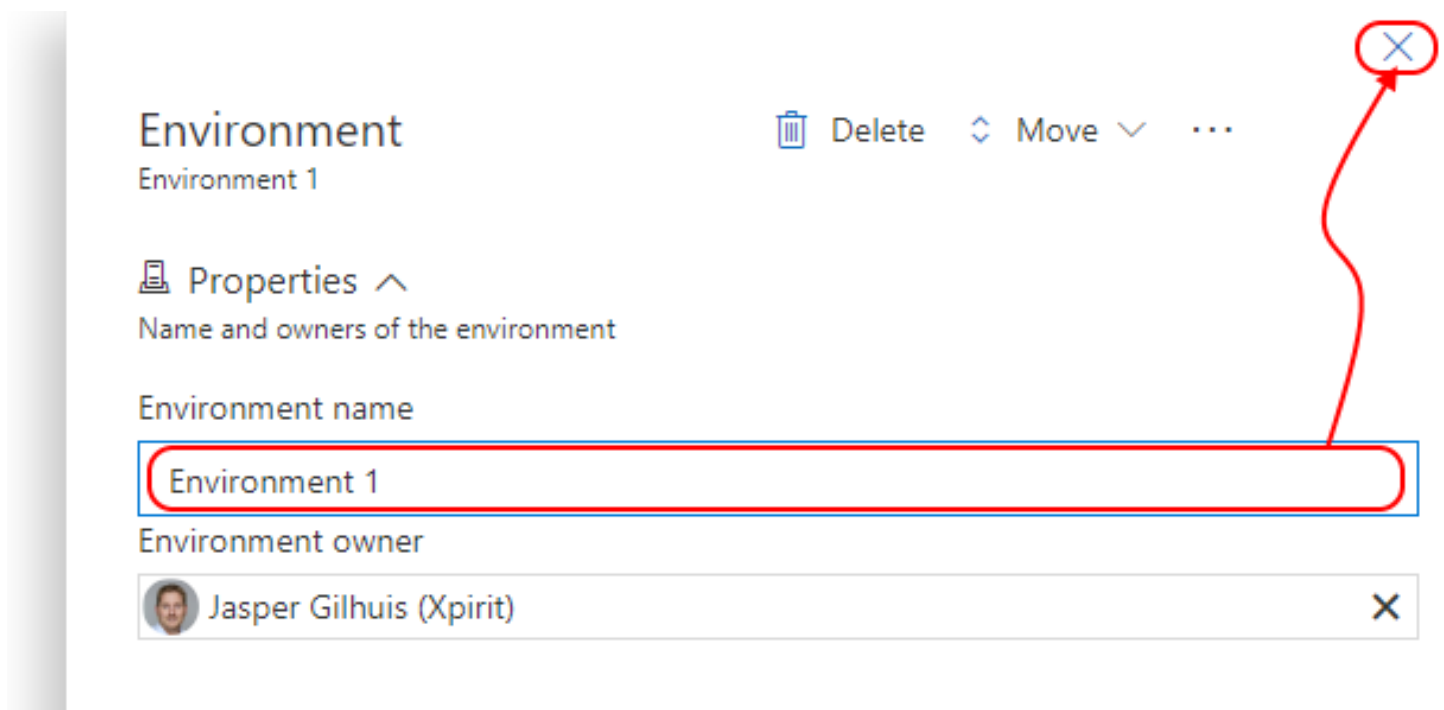 Environment
Delete Move ...
Environment 1
Properties
Name and owners of the environment
Environment name
Environment 1
Environment owner
Jasper Gilhuis (Xpirit)